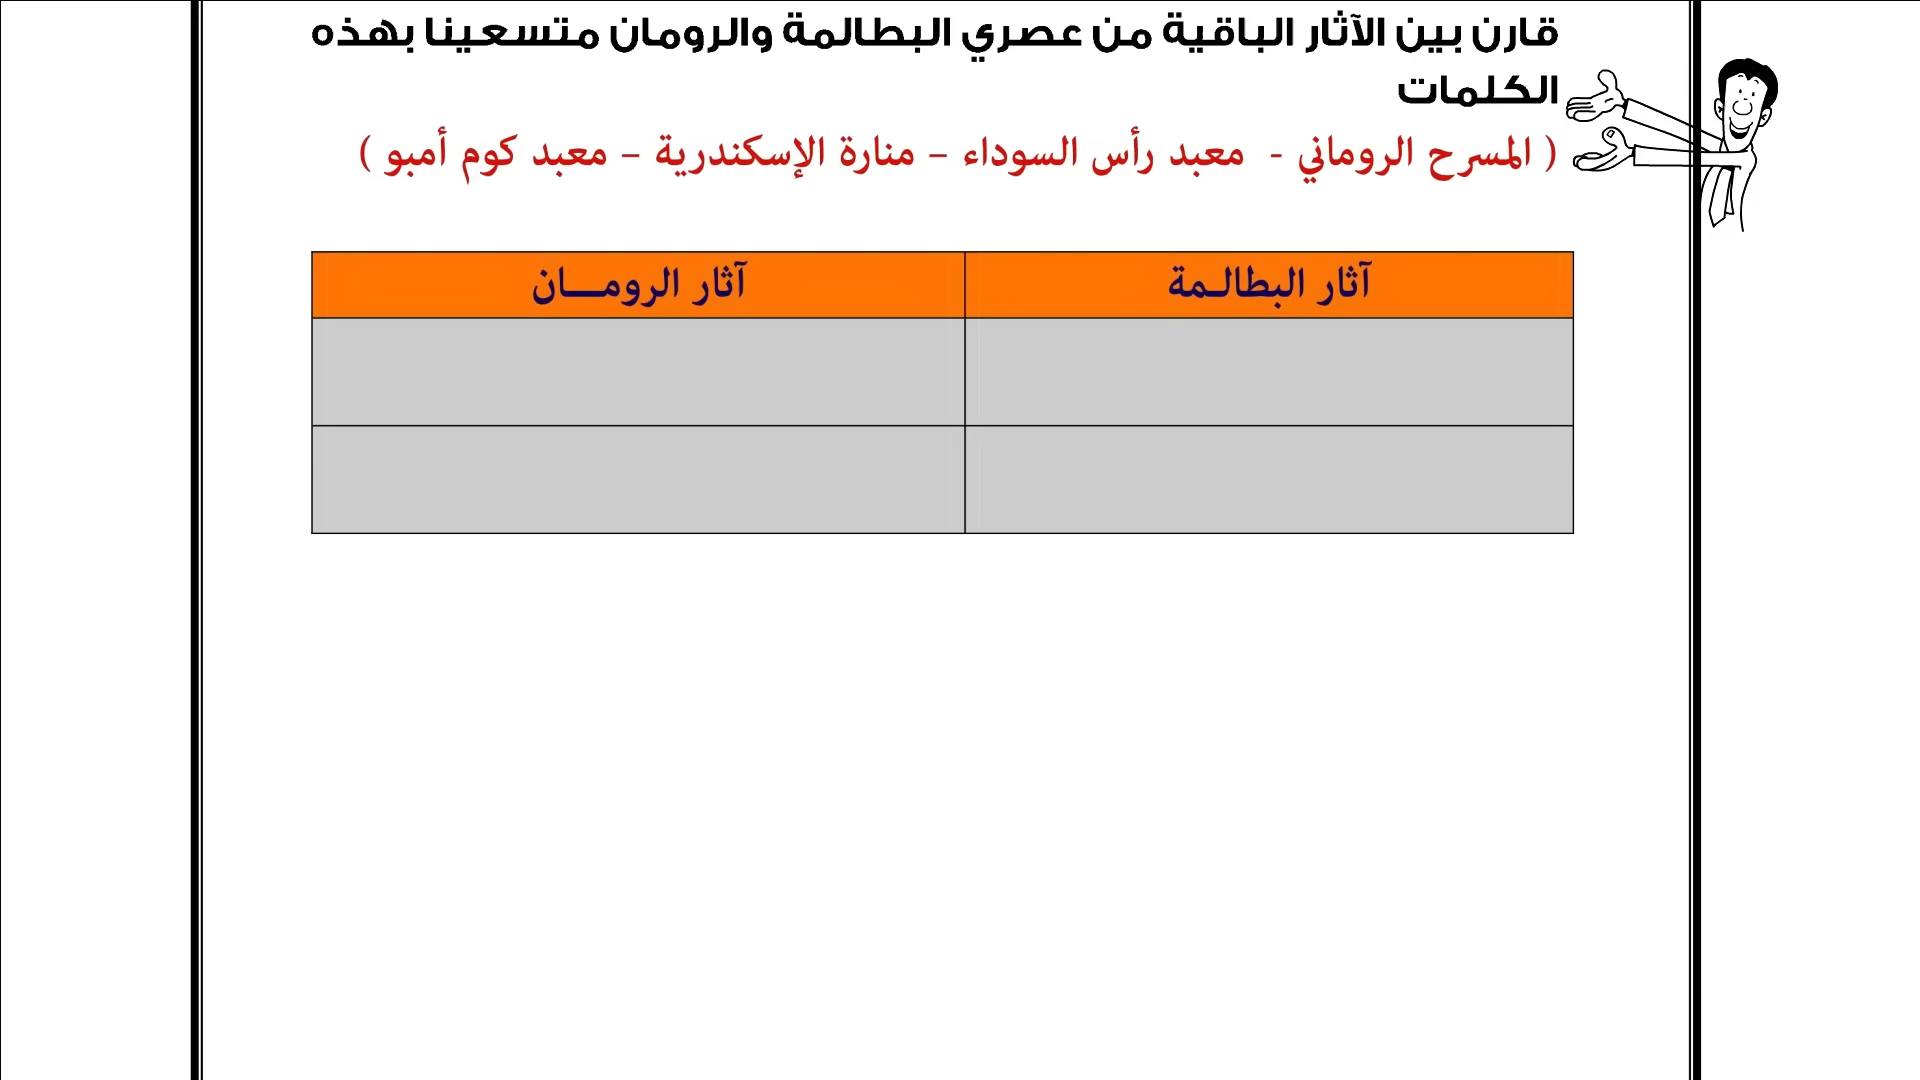 قارن بين الآثار الباقية من عصري البطالمة والرومان متسعينا بهذه
الكلمات
( المسرح الروماني - معبد رأس السوداء – منارة الإسكندرية – معبد كوم أمبو )
آثار البطالـمة
آثار الرومـــان